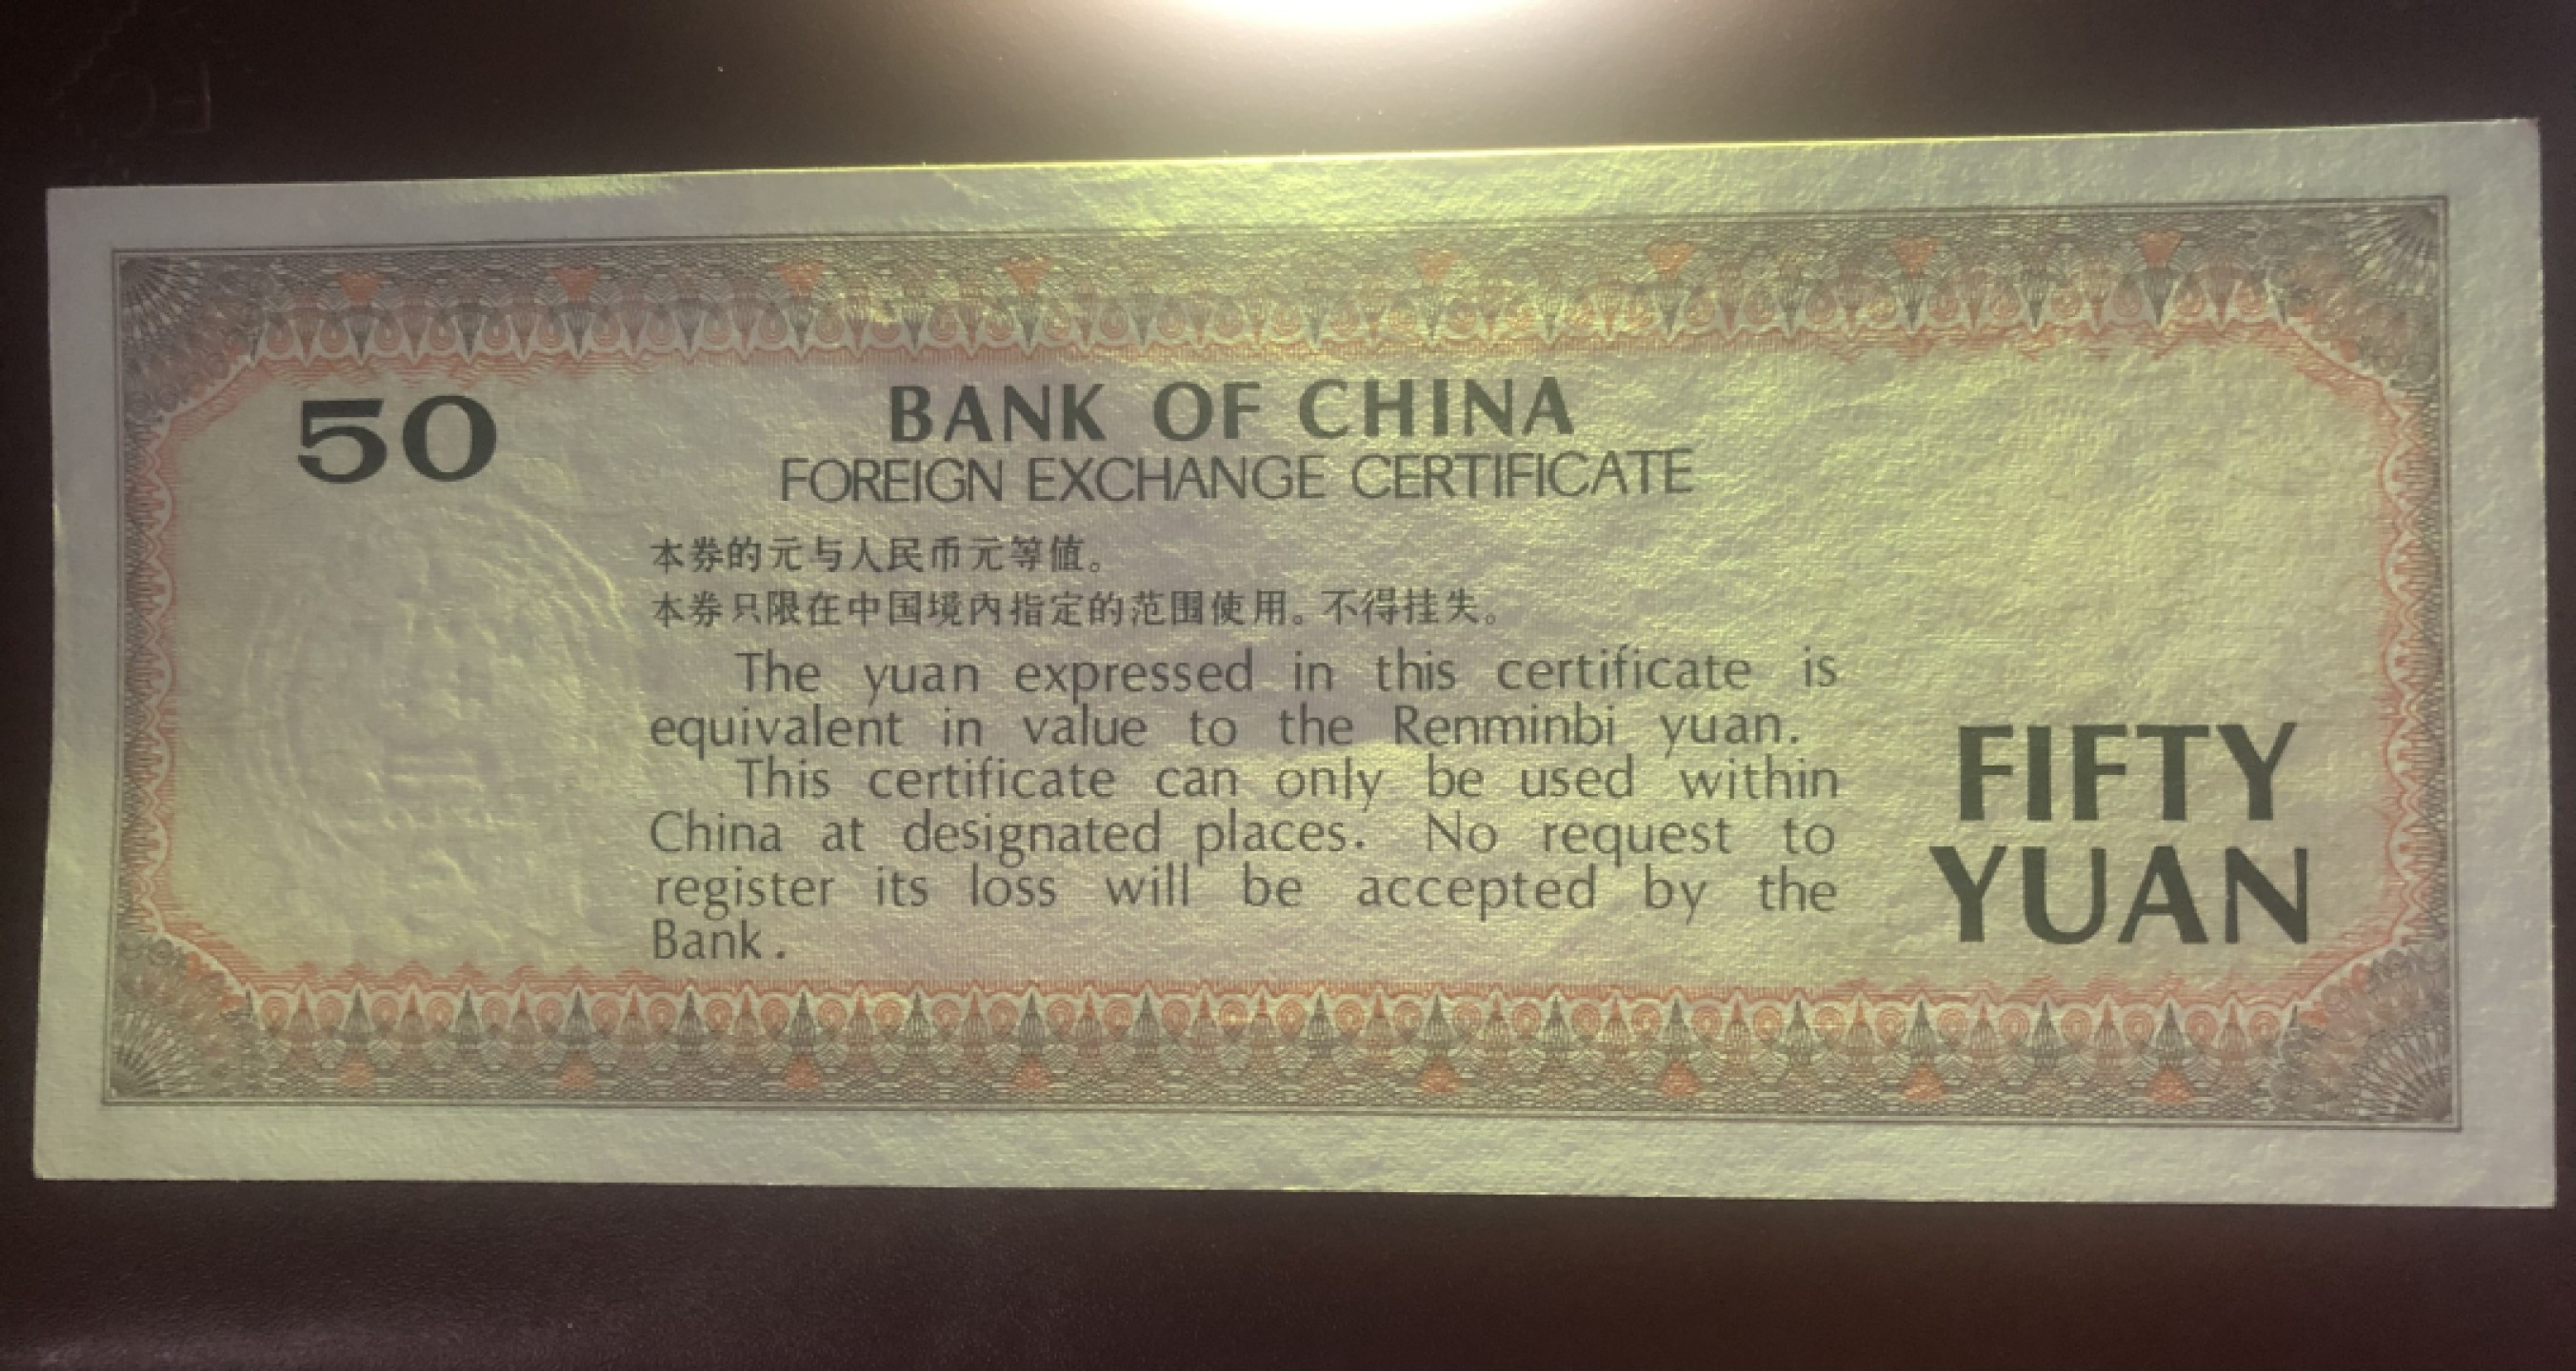 50
BANK OF CHINA
FOREIGN EXCHANGE CERTIFICATE
本券的元与人民币元等值。
本券只限在中国境内指定的范围使用。不得挂失。
The yuan expressed in this certificate is
equivalent in value to the Renminbi yuan.
This certificate can only be used within
China at designated places. No request to
register its loss will be accepted by the
Bank.
FIFTY
YUAN